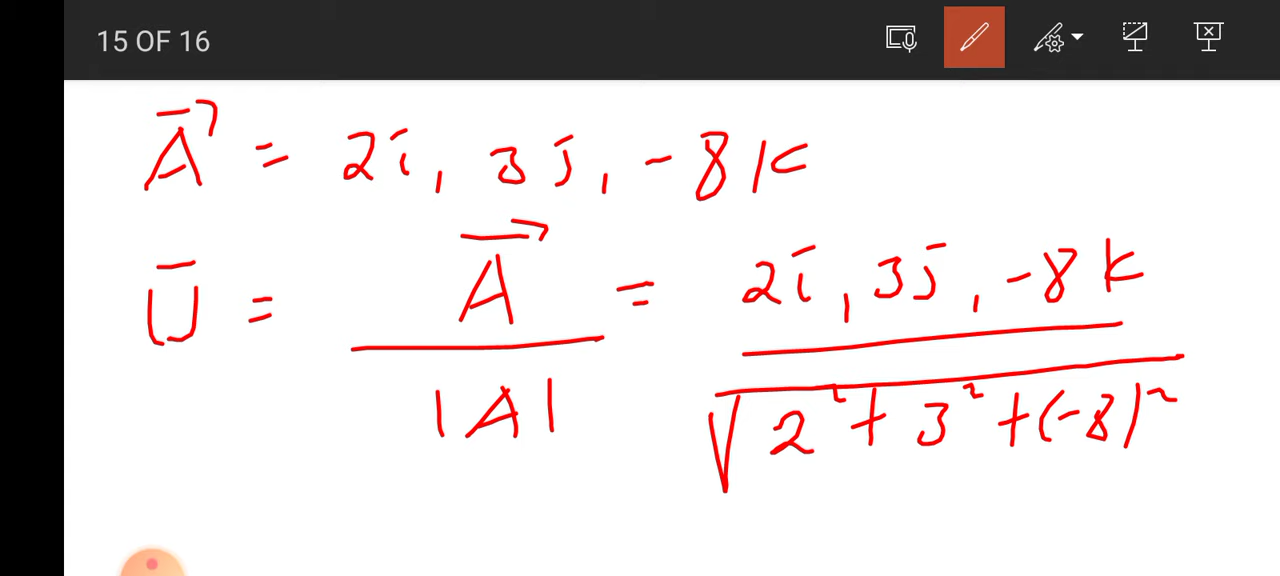 15 OF 16
A⃗ = 2i, 3j, -8k
Ū = A⃗ / |A| = 2i, 3j, -8k / √2² + 3² + (-8)²